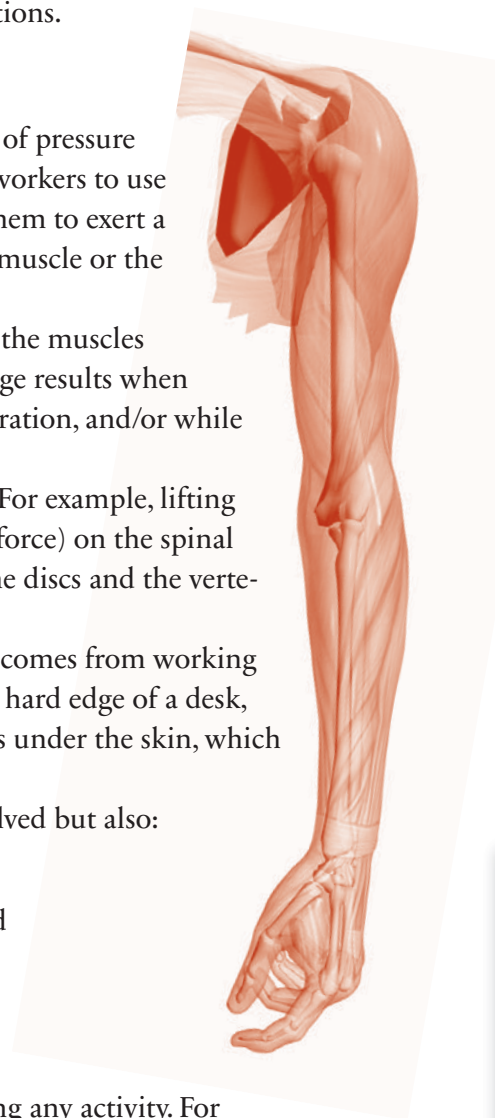 tions.
of pressure
workers to use
hem to exert a
muscle or the
the muscles
ge results when
ration, and/or while
For example, lifting
force) on the spinal
ne discs and the verte-
comes from working
hard edge of a desk,
s under the skin, which
lved but also:
d
ng any activity. For